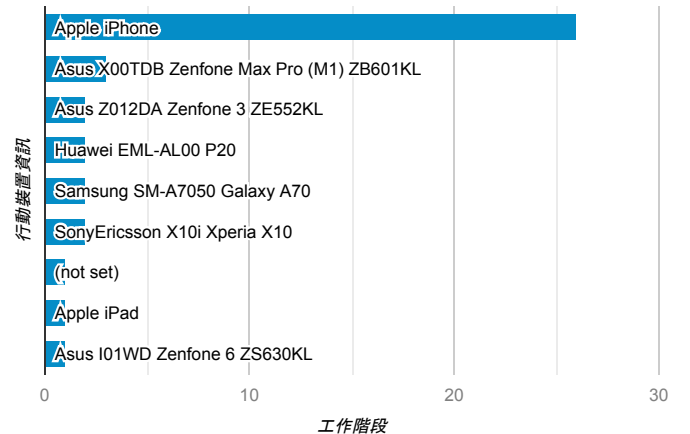 Apple iPhone
Asus X00TDB Zenfone Max Pro (M1) ZB601KL
Asus Z012DA Zenfone 3 ZE552KL
Huawei EML-AL00 P20
Samsung SM-A7050 Galaxy A70
SonyEricsson X10i Xperia X10
(not set)
Apple iPad
Asus I01WD Zenfone 6 ZS630KL
行動裝置資訊
0 10 20 30
工作階段